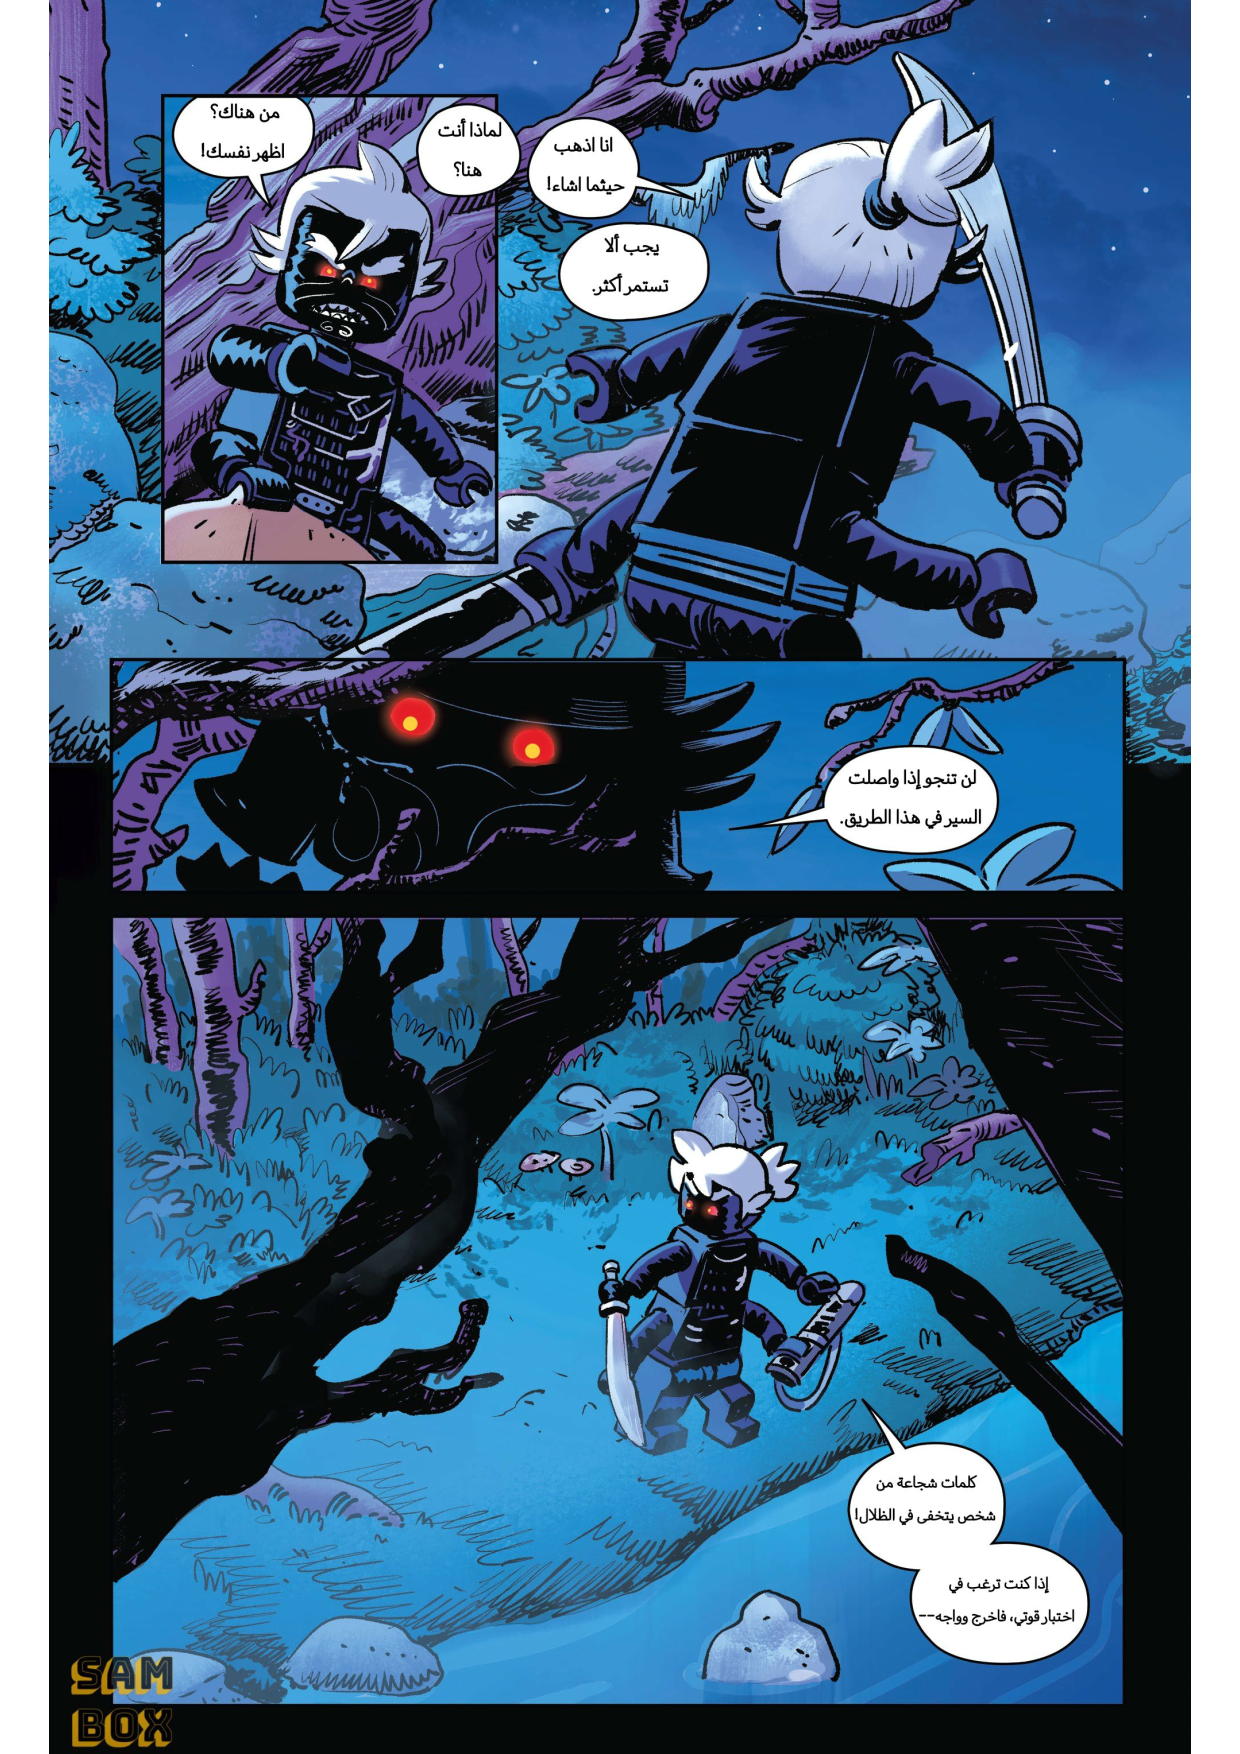 من هناك؟
اظهر نفسك!
لماذا أنت
هنا؟
انا اذهب
حيثما اشاء!
يجب ألا
تستمر أكثر.
لن تنجو إذا واصلت
السير في هذا الطريق.
كلمات شجاعة من
شخص يتخفى في الظلال!
إذا كنت ترغب في
اختبار قوتي، فاخرج وواجه--
SAM
BOX